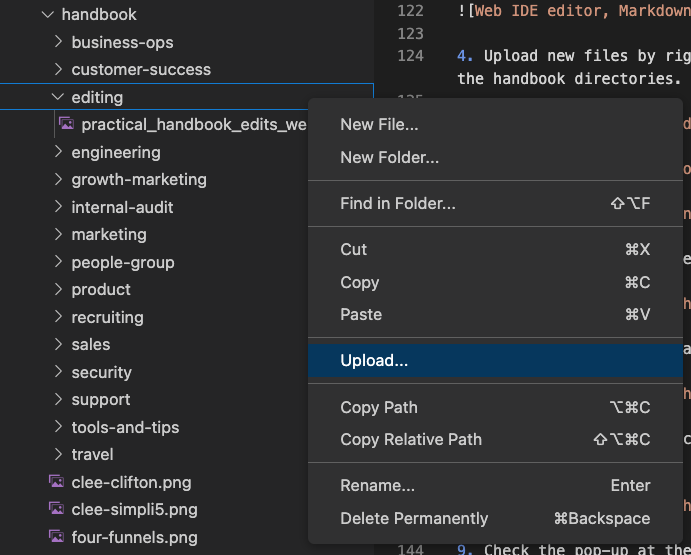 handbook
business-ops
customer-success
editing
practical_handbook_edits_we
engineering
growth-marketing
internal-audit
marketing
people-group
product
recruiting
sales
security
support
tools-and-tips
travel
clee-clifton.png
clee-simpli5.png
four-funnels.png
122 ![Web IDE editor, Markdown
123
124 4. Upload new files by rig
the handbook directories.
New File...
New Folder...
Find in Folder... ⇧⌥F
Cut ⌘X
Copy ⌘C
Paste ⌘V
Upload...
Copy Path ⌥⌘C
Copy Relative Path ⇧⌥⌘C
Rename... Enter
Delete Permanently ⌘Backspace
144 9. Check the pop-up at the